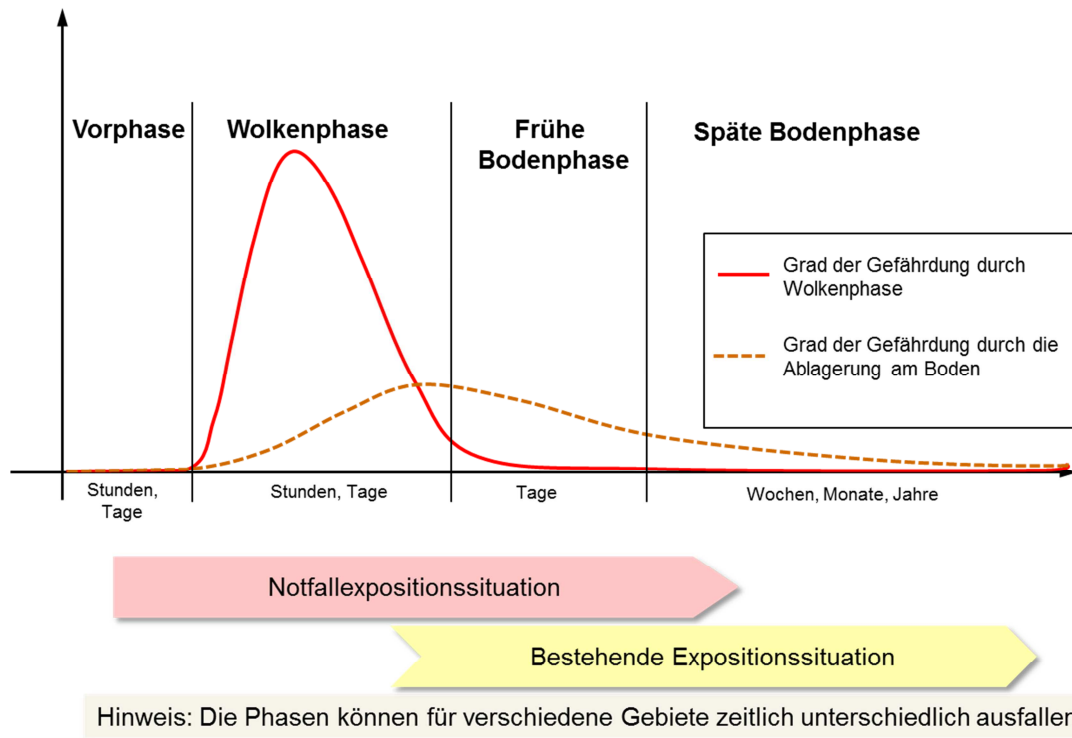 Vorphase
Wolkenphase
Frühe
Bodenphase
Späte Bodenphase
Grad der Gefährdung durch
Wolkenphase
Grad der Gefährdung durch die
Ablagerung am Boden
Stunden,
Tage
Stunden, Tage
Tage
Wochen, Monate, Jahre
Notfallexpositionssituation
Bestehende Expositionssituation
Hinweis: Die Phasen können für verschiedene Gebiete zeitlich unterschiedlich ausfallen